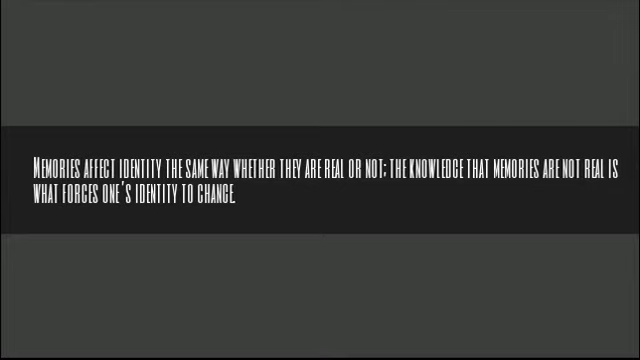 Memories affect identity the same way whether they are real or not; the knowledge that memories are not real is
what forces one's identity to change.